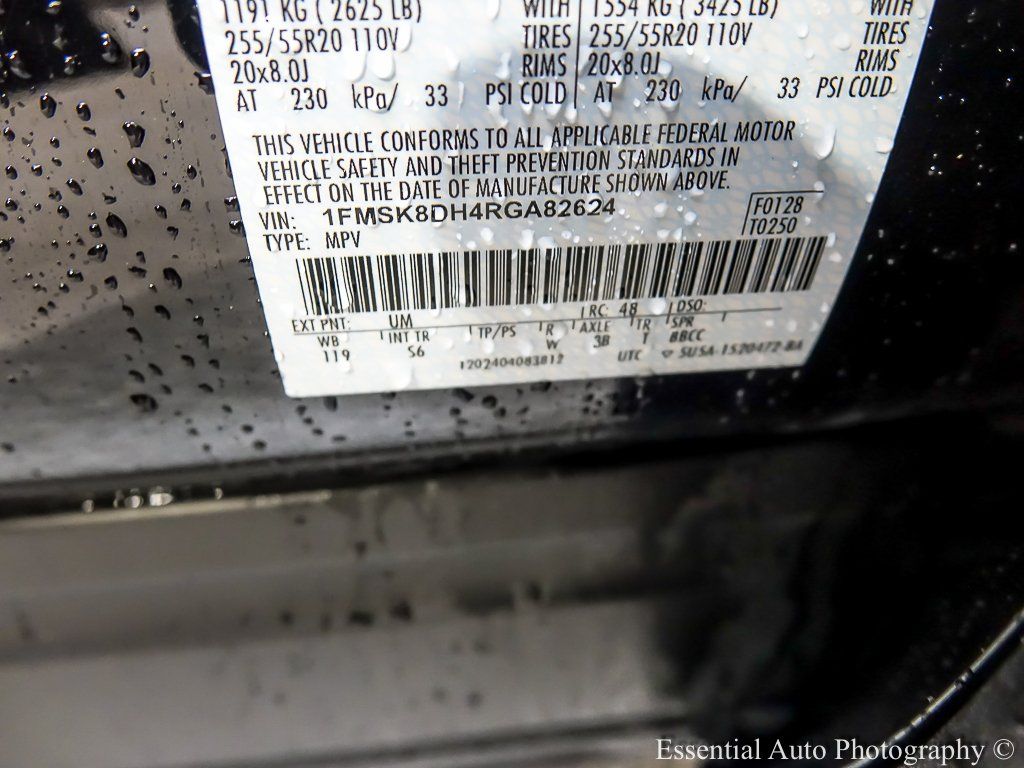 1191 KG ( 2625 LB) WITH 1554 KG ( 3425 LB) WITH
255/55R20 110V TIRES 255/55R20 110V TIRES
20x8.0J RIMS 20x8.0J RIMS
AT 230 kPa/ 33 PSI COLD AT 230 kPa/ 33 PSI COLD
THIS VEHICLE CONFORMS TO ALL APPLICABLE FEDERAL MOTOR
VEHICLE SAFETY AND THEFT PREVENTION STANDARDS IN
EFFECT ON THE DATE OF MANUFACTURE SHOWN ABOVE.
VIN: 1FMSK8DH4RGA82624 F0128
TYPE: MPV T0250
EXT PNT: UM RC: 48 DSO:
WB INT TR TP/PS R AXLE TR SPR
119 S6 W 3B T BBCC
1202404083812 UTC 5USA-1520472-BA
Essential Auto Photography ©